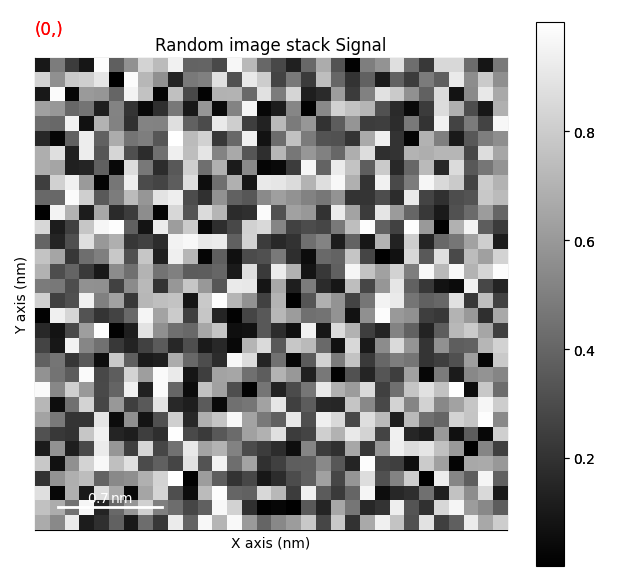 (0,)
Random image stack Signal
0.8
0.6
0.4
0.2
Y axis (nm)
0.7 nm
X axis (nm)